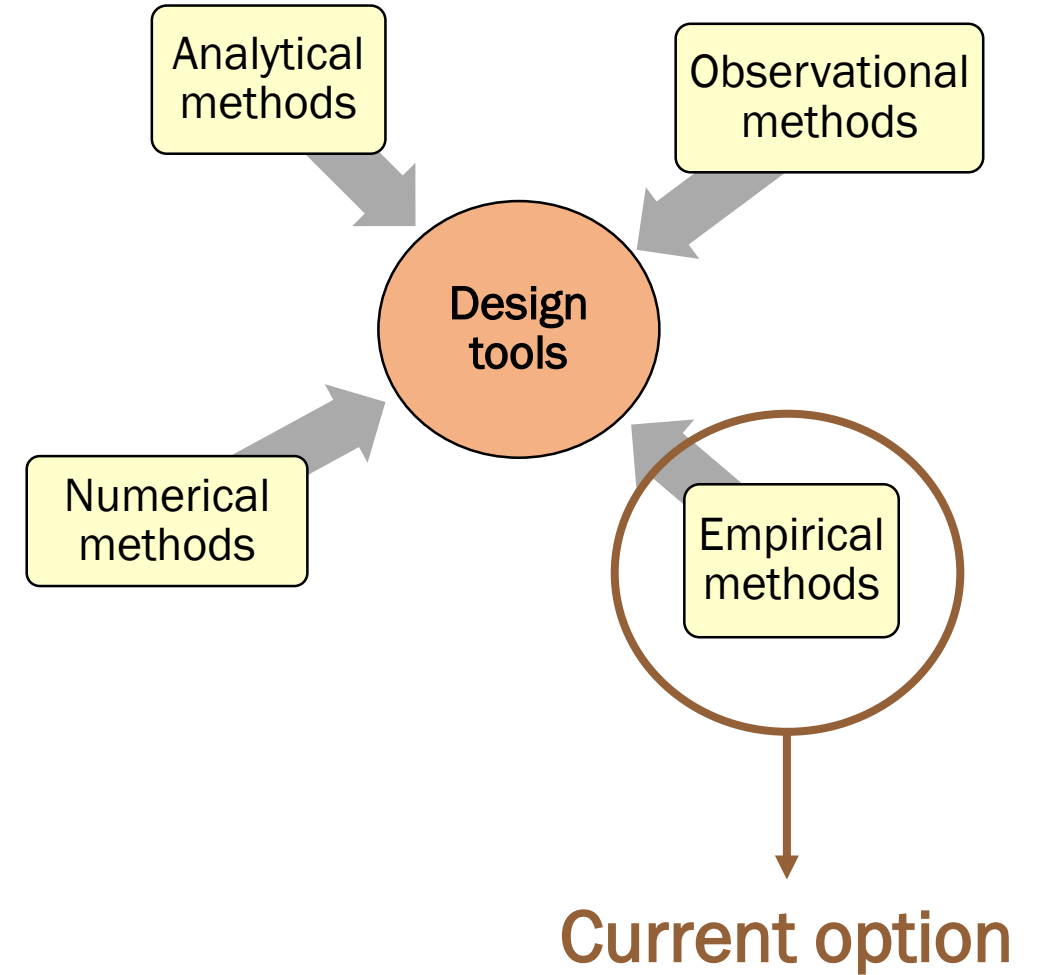 Analytical
methods
Observational
methods
Design
tools
Numerical
methods
Empirical
methods
Current option